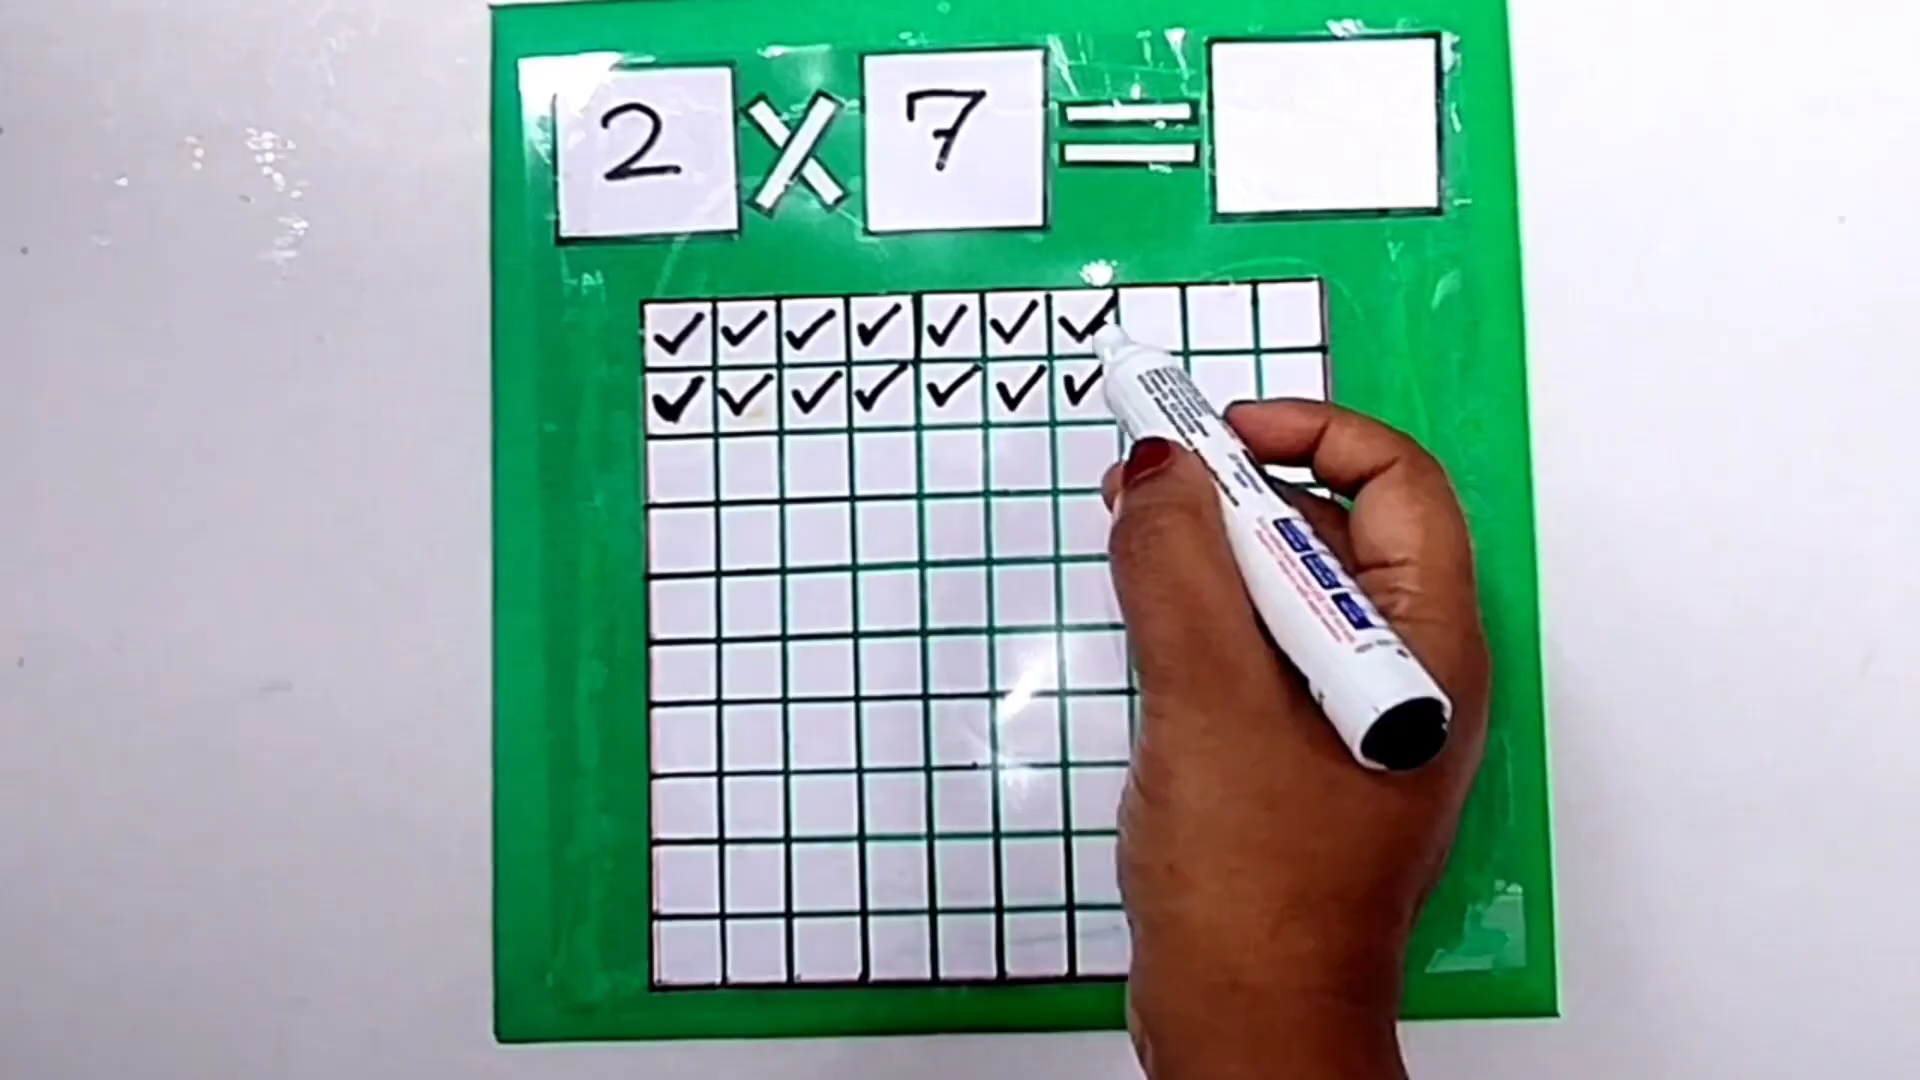 2 x 7 =
✓ ✓ ✓ ✓ ✓ ✓ ✓
✓ ✓ ✓ ✓ ✓ ✓ ✓